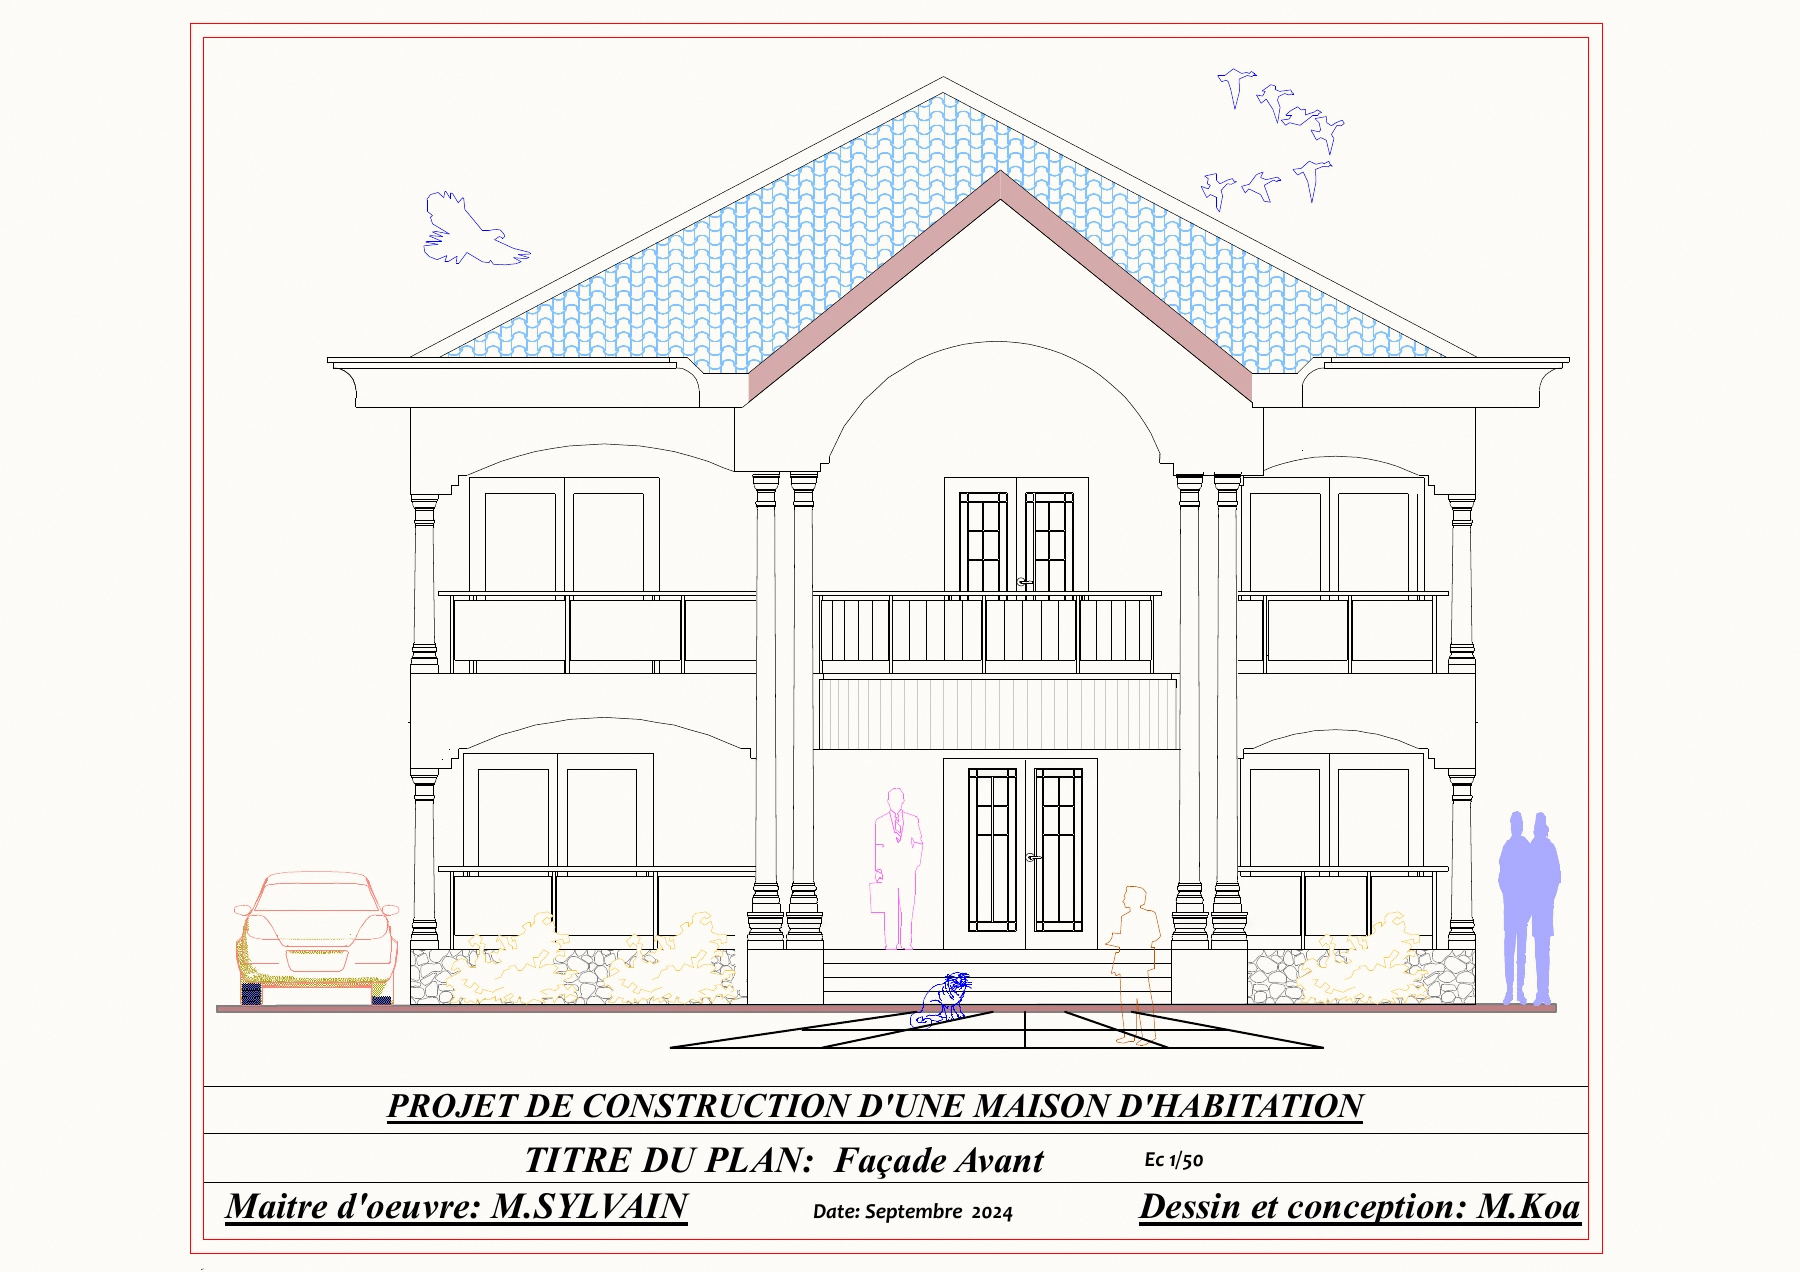 PROJET DE CONSTRUCTION D'UNE MAISON D'HABITATION
TITRE DU PLAN: Façade Avant Ec 1/50
Maitre d'oeuvre: M.SYLVAIN Date: Septembre 2024 Dessin et conception: M.Koa